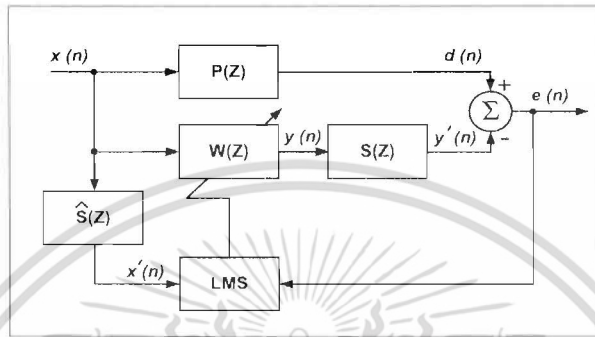 x (n)
P(Z)
d (n)
+
Σ
e (n)
-
W(Z)
y (n)
S(Z)
y' (n)
Ŝ(Z)
x' (n)
LMS